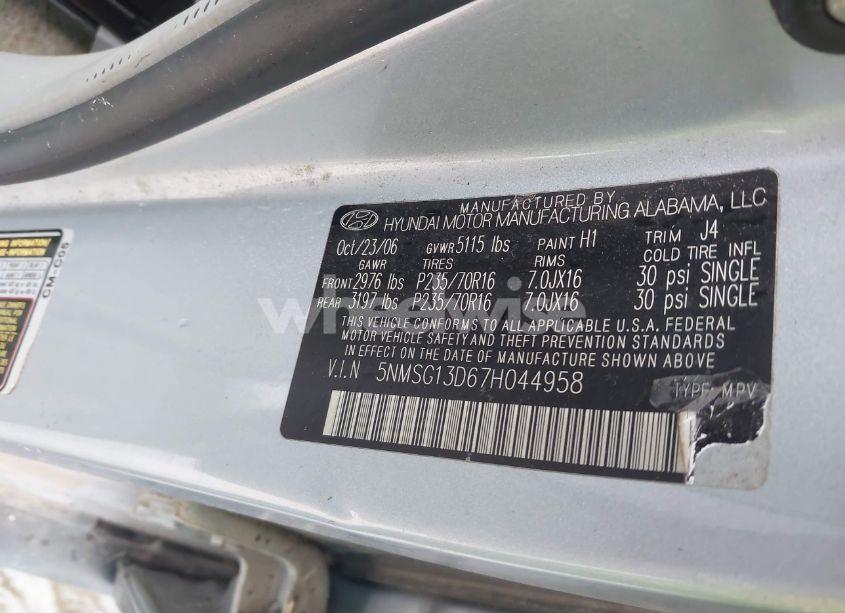 MANUFACTURED BY
HYUNDAI MOTOR MANUFACTURING ALABAMA, LLC
Oct/23/06 GVWR 5115 lbs PAINT H1 TRIM J4
GAWR TIRES RIMS COLD TIRE INFL
FRONT 2976 lbs P235/70R16 7.0JX16 30 psi SINGLE
REAR 3197 lbs P235/70R16 7.0JX16 30 psi SINGLE
THIS VEHICLE CONFORMS TO ALL APPLICABLE U.S.A. FEDERAL
MOTOR VEHICLE SAFETY AND THEFT PREVENTION STANDARDS
IN EFFECT ON THE DATE OF MANUFACTURE SHOWN ABOVE
V.I.N 5NMSG13D67H044958
TYPE: MPV
CM-C05